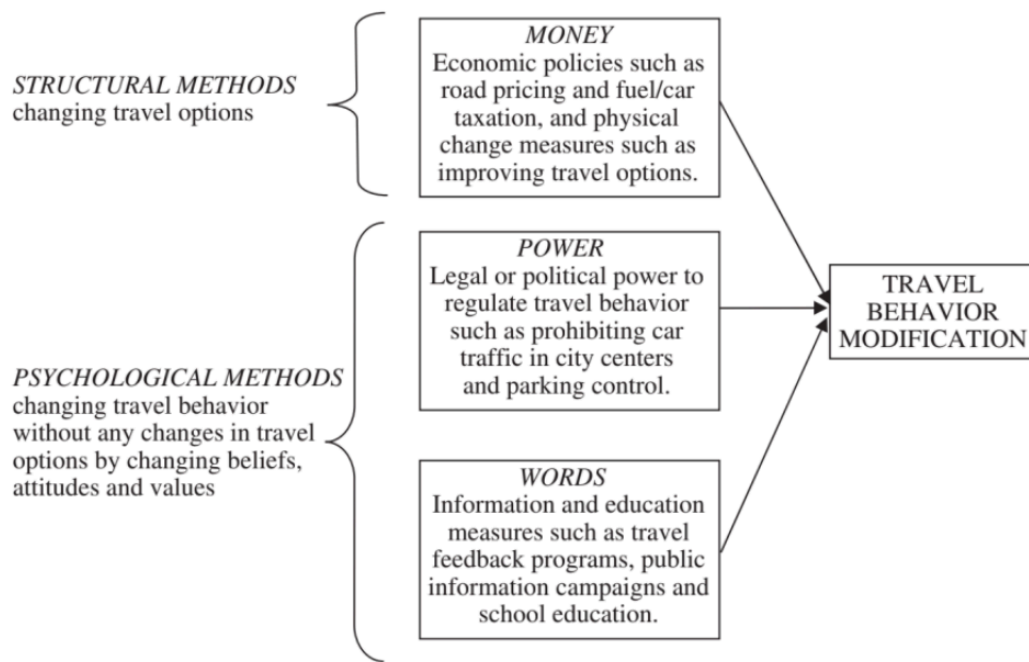 STRUCTURAL METHODS
changing travel options
MONEY
Economic policies such as
road pricing and fuel/car
taxation, and physical
change measures such as
improving travel options.
PSYCHOLOGICAL METHODS
changing travel behavior
without any changes in travel
options by changing beliefs,
attitudes and values
POWER
Legal or political power to
regulate travel behavior
such as prohibiting car
traffic in city centers
and parking control.
WORDS
Information and education
measures such as travel
feedback programs, public
information campaigns and
school education.
TRAVEL
BEHAVIOR
MODIFICATION